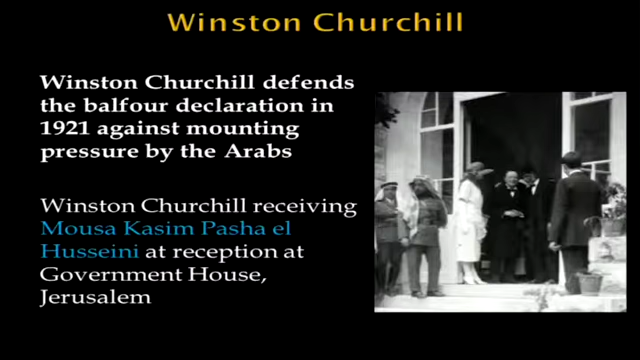 Winston Churchill
Winston Churchill defends
the balfour declaration in
1921 against mounting
pressure by the Arabs
Winston Churchill receiving
Mousa Kasim Pasha el
Husseini at reception at
Government House,
Jerusalem